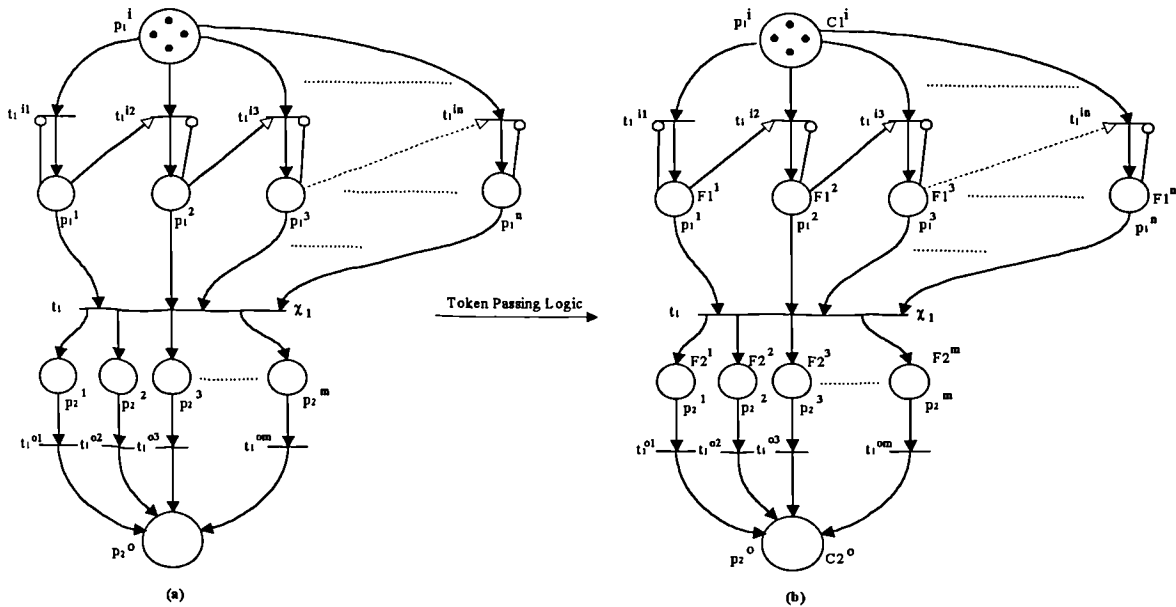 p₁ⁱ
t₁ⁱ¹ t₁ⁱ² t₁ⁱ³ t₁ⁱⁿ
p₁¹ p₁² p₁³ p₁ⁿ
t₁ χ₁
p₂¹ p₂² p₂³ p₂ᵐ
t₁ᵒ¹ t₁ᵒ² t₁ᵒ³ t₁ᵒᵐ
p₂ᵒ
(a)
Token Passing Logic
p₁ⁱ C1ⁱ
t₁ⁱ¹ t₁ⁱ² t₁ⁱ³ t₁ⁱⁿ
F1¹ F1² F1³ F1ⁿ
p₁¹ p₁² p₁³ p₁ⁿ
t₁ χ₁
F2¹ F2² F2³ F2ᵐ
p₂¹ p₂² p₂³ p₂ᵐ
t₁ᵒ¹ t₁ᵒ² t₁ᵒ³ t₁ᵒᵐ
p₂ᵒ C2ᵒ
(b)